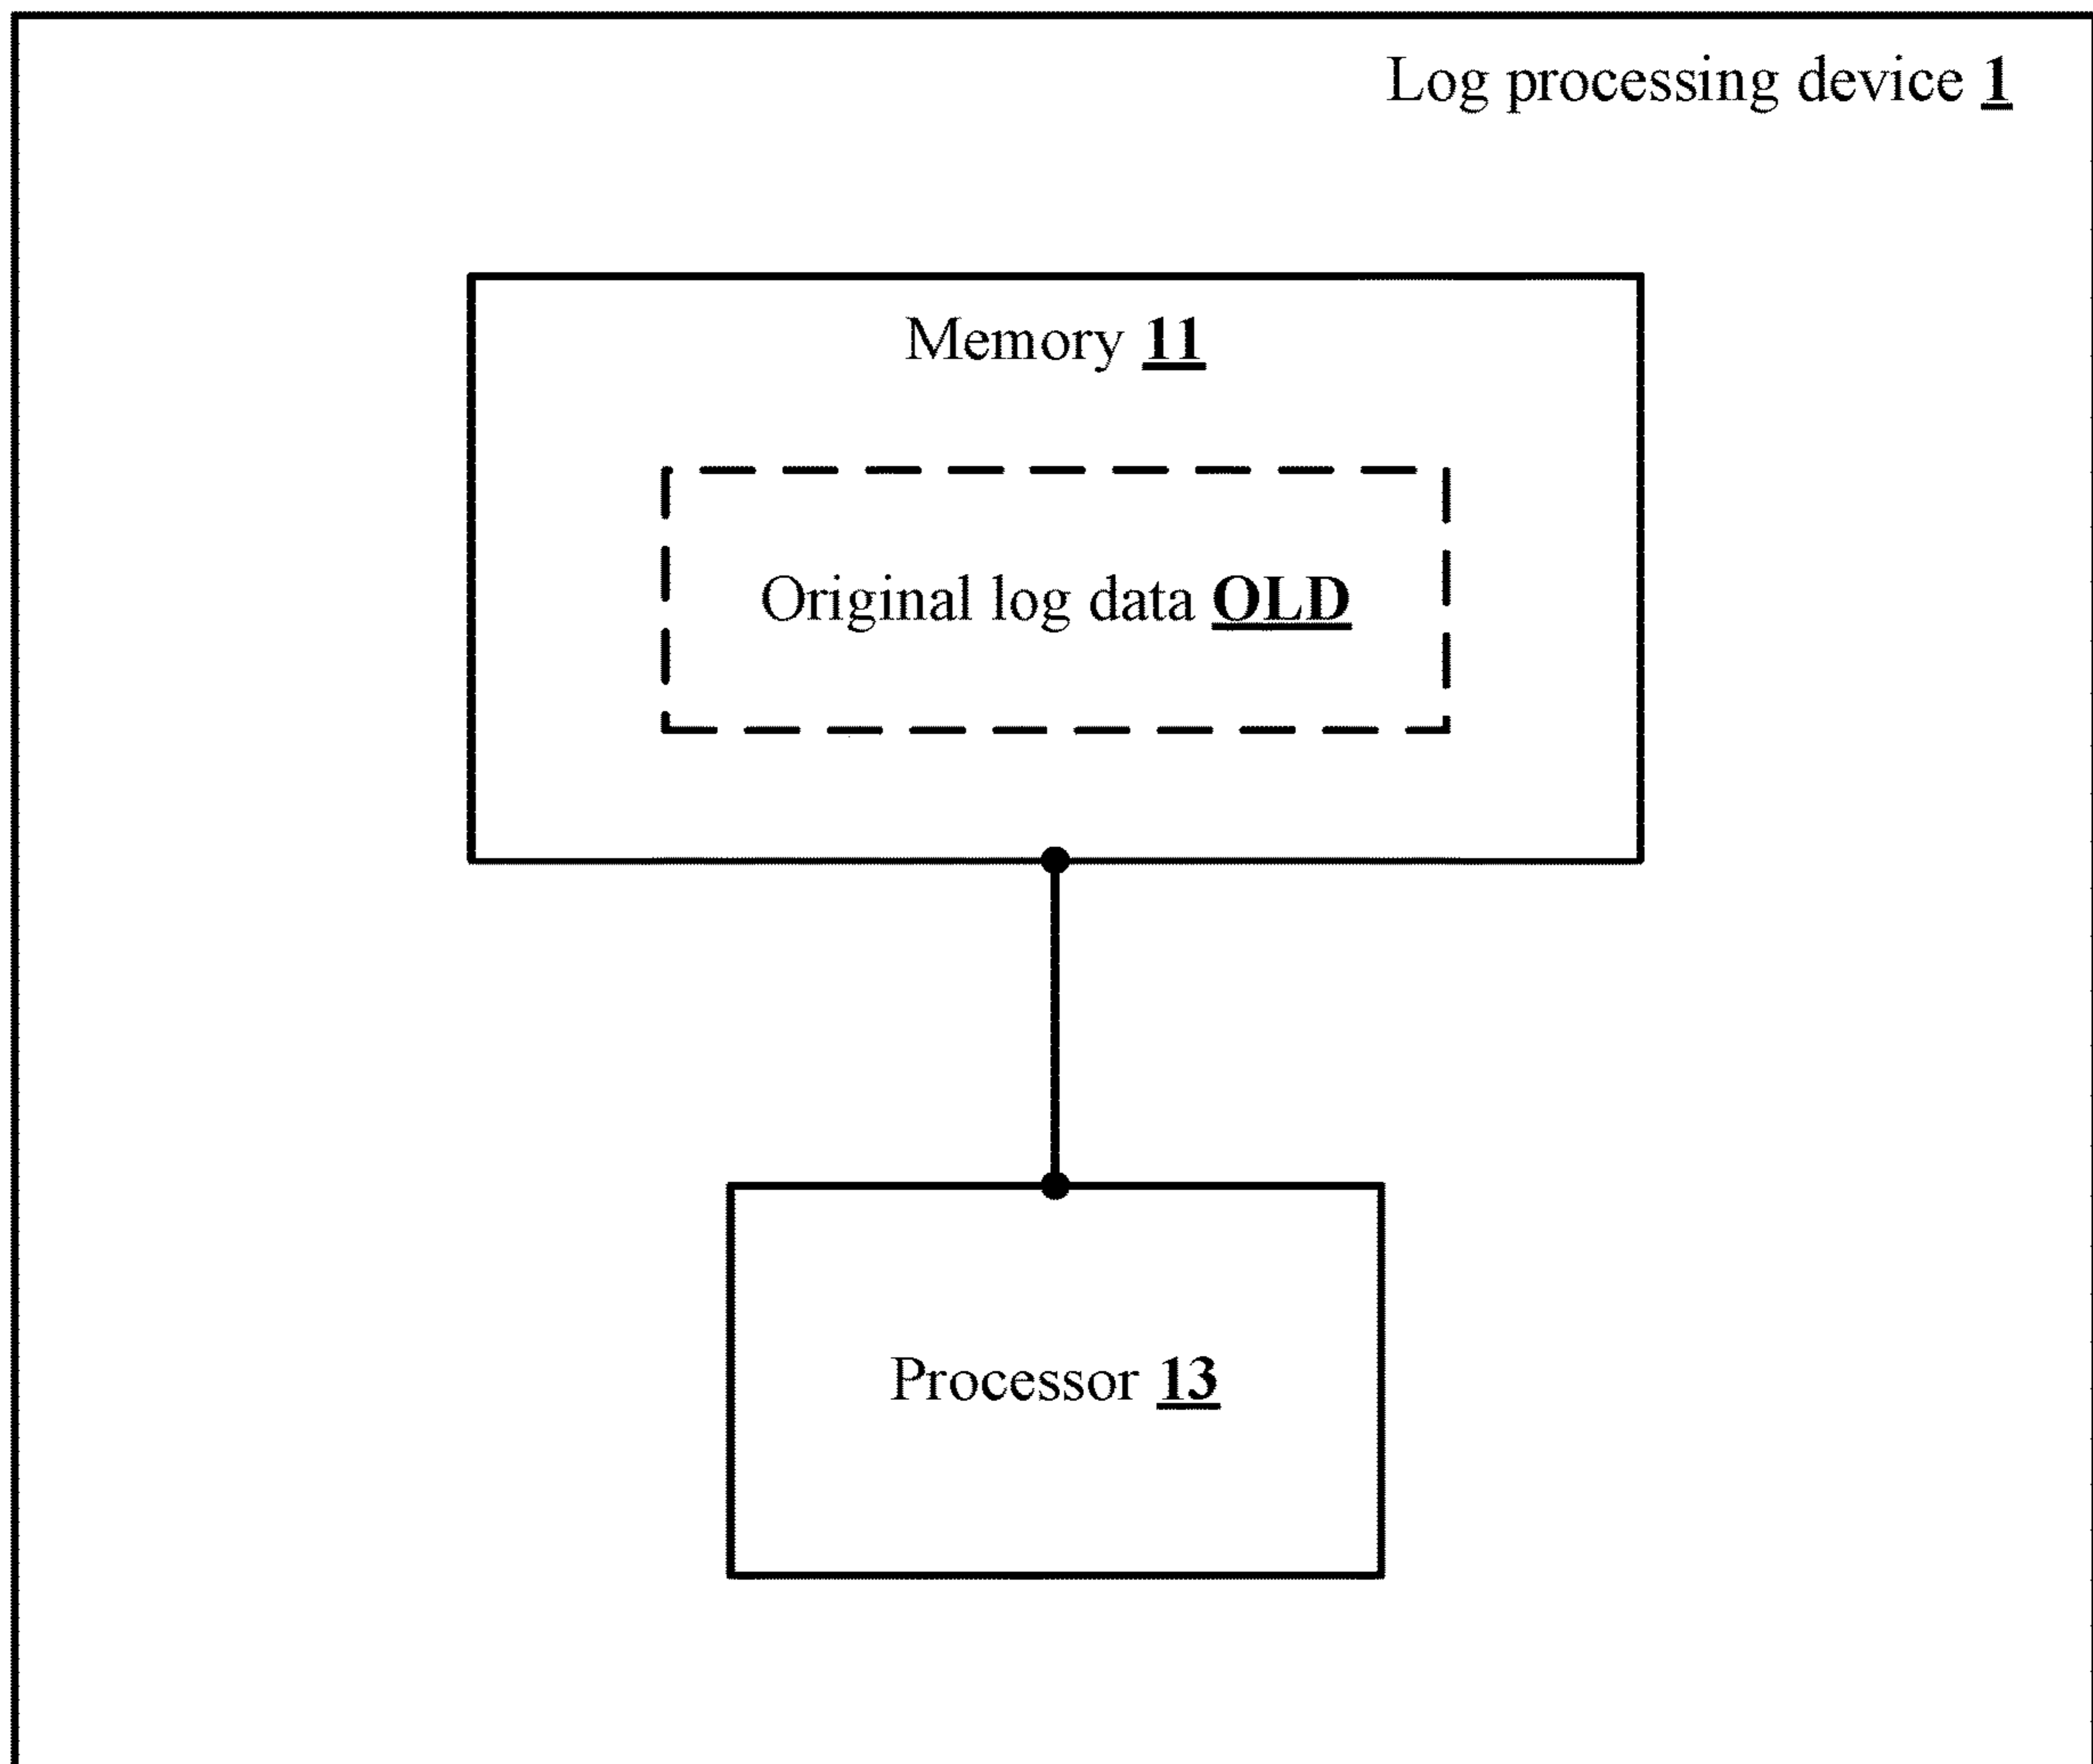 Log processing device 1
Memory 11
Original log data OLD
Processor 13